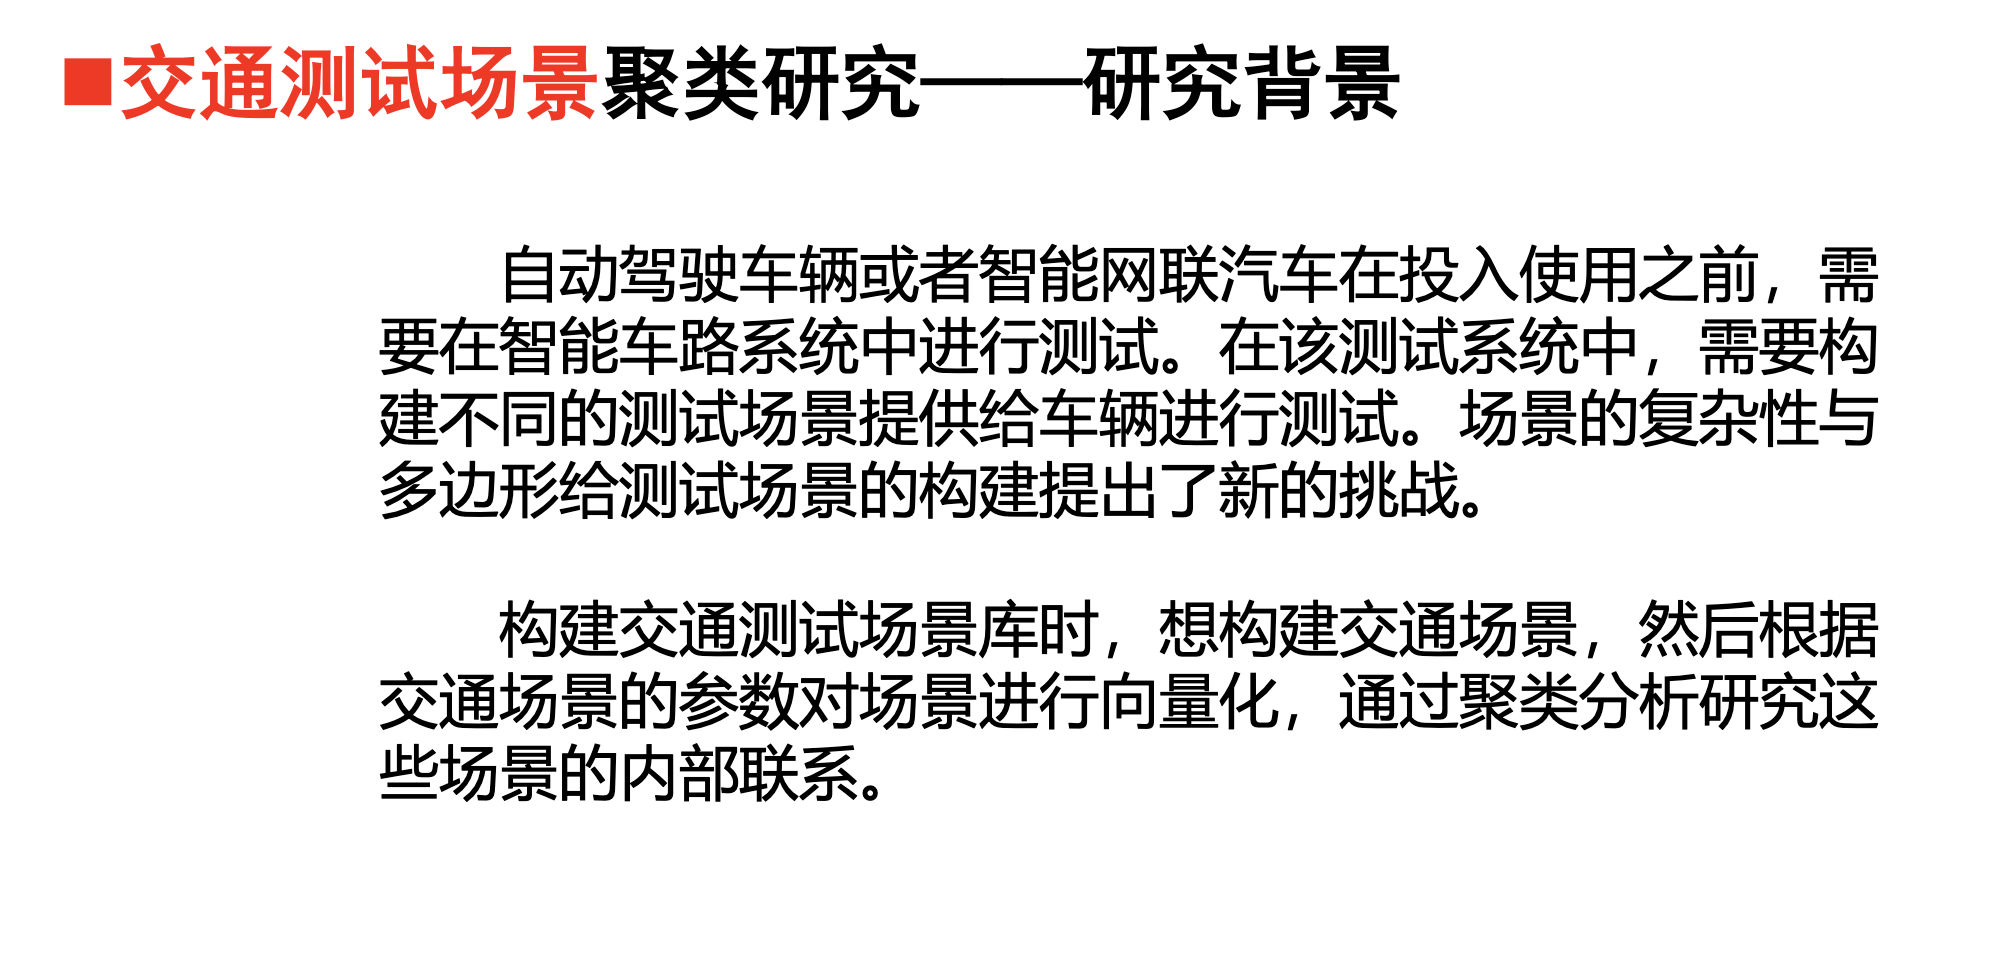 ■交通测试场景聚类研究——研究背景
自动驾驶车辆或者智能网联汽车在投入使用之前，需
要在智能车路系统中进行测试。在该测试系统中，需要构
建不同的测试场景提供给车辆进行测试。场景的复杂性与
多边形给测试场景的构建提出了新的挑战。
构建交通测试场景库时，想构建交通场景，然后根据
交通场景的参数对场景进行向量化，通过聚类分析研究这
些场景的内部联系。